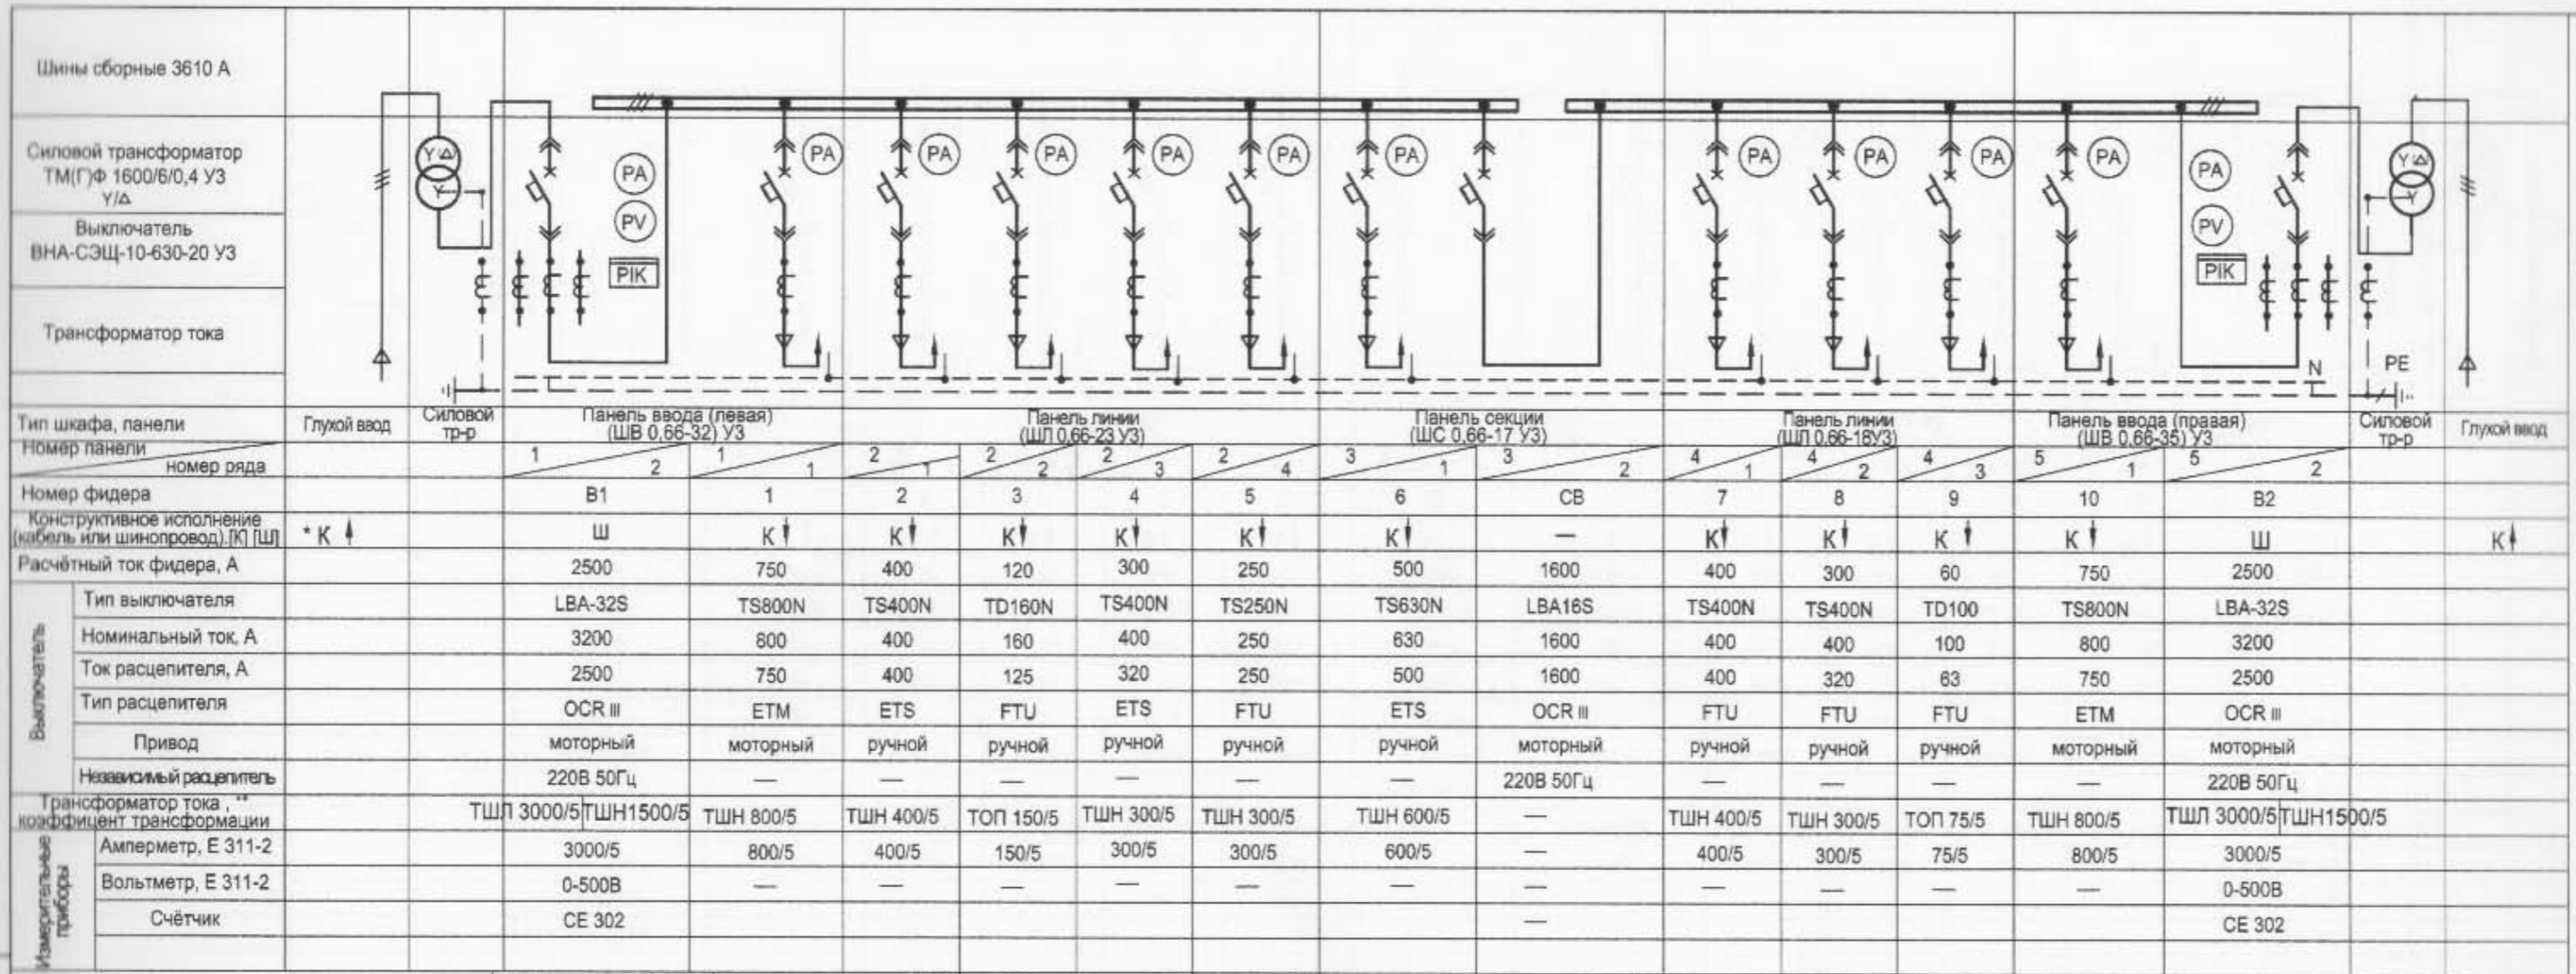 Шины сборные 3610 А
Силовой трансформатор
ТМ(Г)Ф 1600/6/0,4 У3
Y/Δ
Выключатель
ВНА-СЭЩ-10-630-20 У3
Трансформатор тока
Y/Δ Y PA PV PIK PA PA PA PA PA PA PA PA PA PA PA PV PIK Y/Δ Y
N PE
Тип шкафа, панели Глухой ввод Силовой тр-р Панель ввода (левая) (ШВ 0,66-32) У3 Панель линии (ШЛ 0,66-23 У3) Панель секции (ШС 0,66-17 У3) Панель линии (ШЛ 0,66-18У3) Панель ввода (правая) (ШВ 0,66-35) У3 Силовой тр-р Глухой ввод
Номер панели 1 1 2 2 2 2 3 3 4 4 4 5 5
номер ряда 2 1 1 2 3 4 1 2 1 2 3 1 2
Номер фидера В1 1 2 3 4 5 6 СВ 7 8 9 10 В2
Конструктивное исполнение
(кабель или шинопровод).[К] [Ш] * К Ш К К К К К К — К К К К Ш К
Расчётный ток фидера, А 2500 750 400 120 300 250 500 1600 400 300 60 750 2500
Выключатель
Тип выключателя LBA-32S TS800N TS400N TD160N TS400N TS250N TS630N LBA16S TS400N TS400N TD100 TS800N LBA-32S
Номинальный ток, А 3200 800 400 160 400 250 630 1600 400 400 100 800 3200
Ток расцепителя, А 2500 750 400 125 320 250 500 1600 400 320 63 750 2500
Тип расцепителя OCR III ETM ETS FTU ETS FTU ETS OCR III FTU FTU FTU ETM OCR III
Привод моторный моторный ручной ручной ручной ручной ручной моторный ручной ручной ручной моторный моторный
Независимый расцепитель 220В 50Гц — — — — — — 220В 50Гц — — — — 220В 50Гц
Трансформатор тока , **
коэффицент трансформации ТШЛ 3000/5 ТШН1500/5 ТШН 800/5 ТШН 400/5 ТОП 150/5 ТШН 300/5 ТШН 300/5 ТШН 600/5 — ТШН 400/5 ТШН 300/5 ТОП 75/5 ТШН 800/5 ТШЛ 3000/5 ТШН1500/5
Измерительные приборы
Амперметр, Е 311-2 3000/5 800/5 400/5 150/5 300/5 300/5 600/5 — 400/5 300/5 75/5 800/5 3000/5
Вольтметр, Е 311-2 0-500В — — — — — — — — — — — 0-500В
Счётчик СЕ 302 — СЕ 302